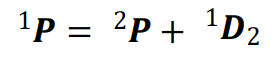 ¹P = ²P + ¹D₂